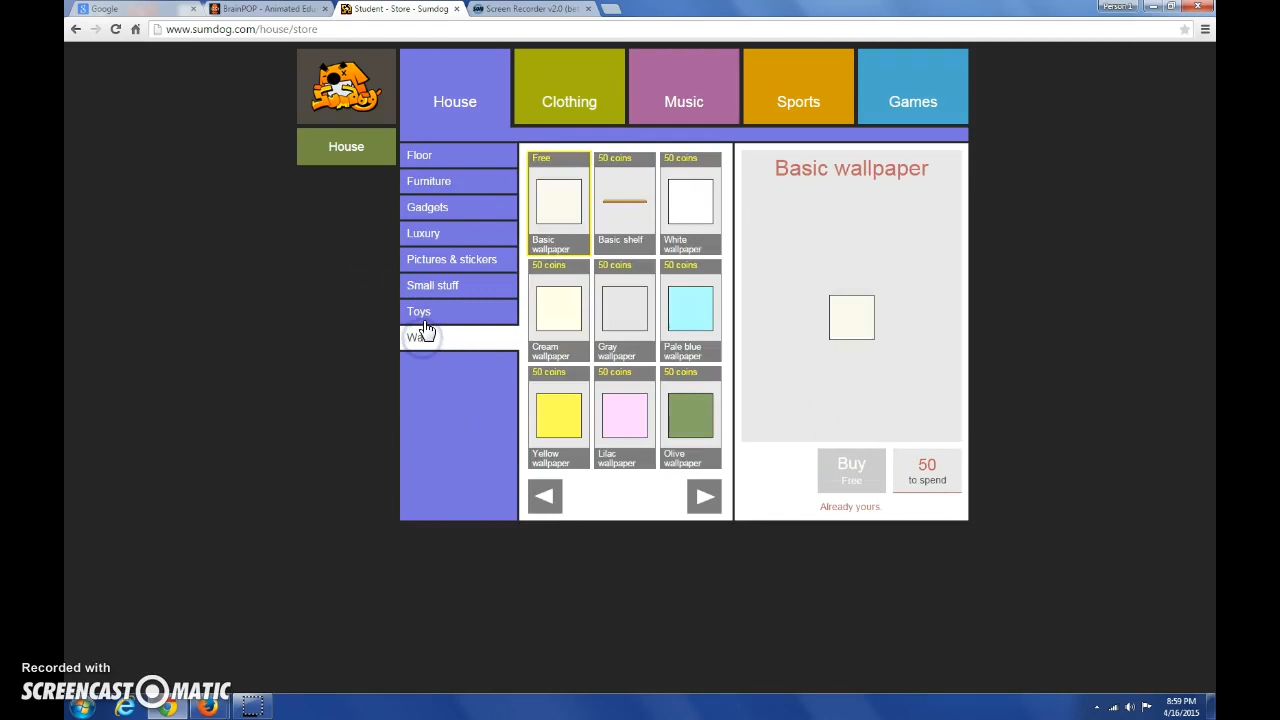 Google
BrainPOP - Animated Edu
Student - Store - Sumdog
Screen Recorder v2.0 (bet
Person 1
www.sumdog.com/house/store
Sumdog
House
Clothing
Music
Sports
Games
House
Floor
Furniture
Gadgets
Luxury
Pictures & stickers
Small stuff
Toys
Free
Basic
wallpaper
50 coins
Basic shelf
50 coins
White
wallpaper
50 coins
Cream
wallpaper
50 coins
Gray
wallpaper
50 coins
Pale blue
wallpaper
50 coins
Yellow
wallpaper
50 coins
Lilac
wallpaper
50 coins
Olive
wallpaper
Basic wallpaper
Buy
Free
50
to spend
Already yours.
Recorded with
SCREENCAST-O-MATIC
8:59 PM
4/16/2015